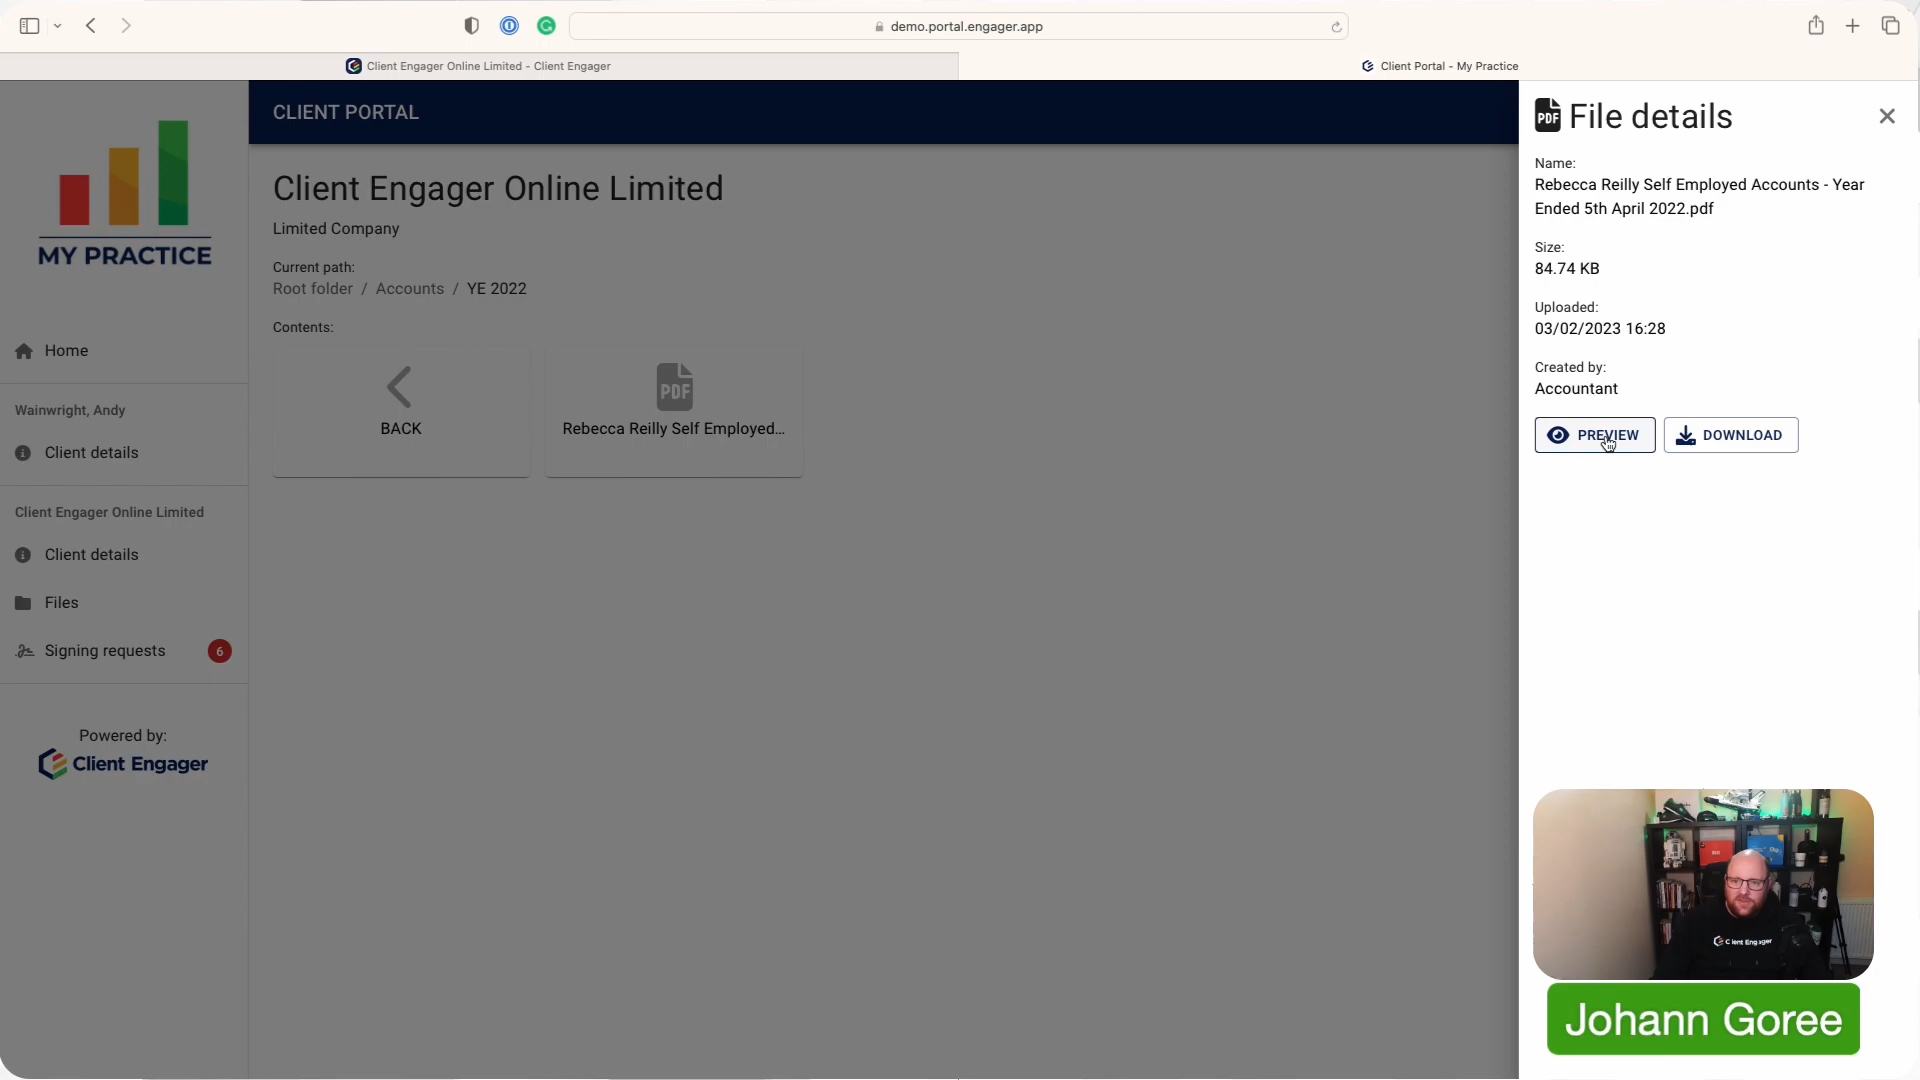 demo.portal.engager.app
Client Engager Online Limited - Client Engager
Client Portal - My Practice
MY PRACTICE
Home
Wainwright, Andy
Client details
Client Engager Online Limited
Client details
Files
Signing requests 6
Powered by:
Client Engager
CLIENT PORTAL
Client Engager Online Limited
Limited Company
Current path:
Root folder / Accounts / YE 2022
Contents:
BACK
PDF
Rebecca Reilly Self Employed...
PDF File details
Name:
Rebecca Reilly Self Employed Accounts - Year
Ended 5th April 2022.pdf
Size:
84.74 KB
Uploaded:
03/02/2023 16:28
Created by:
Accountant
PREVIEW
DOWNLOAD
Client Engager
Johann Goree